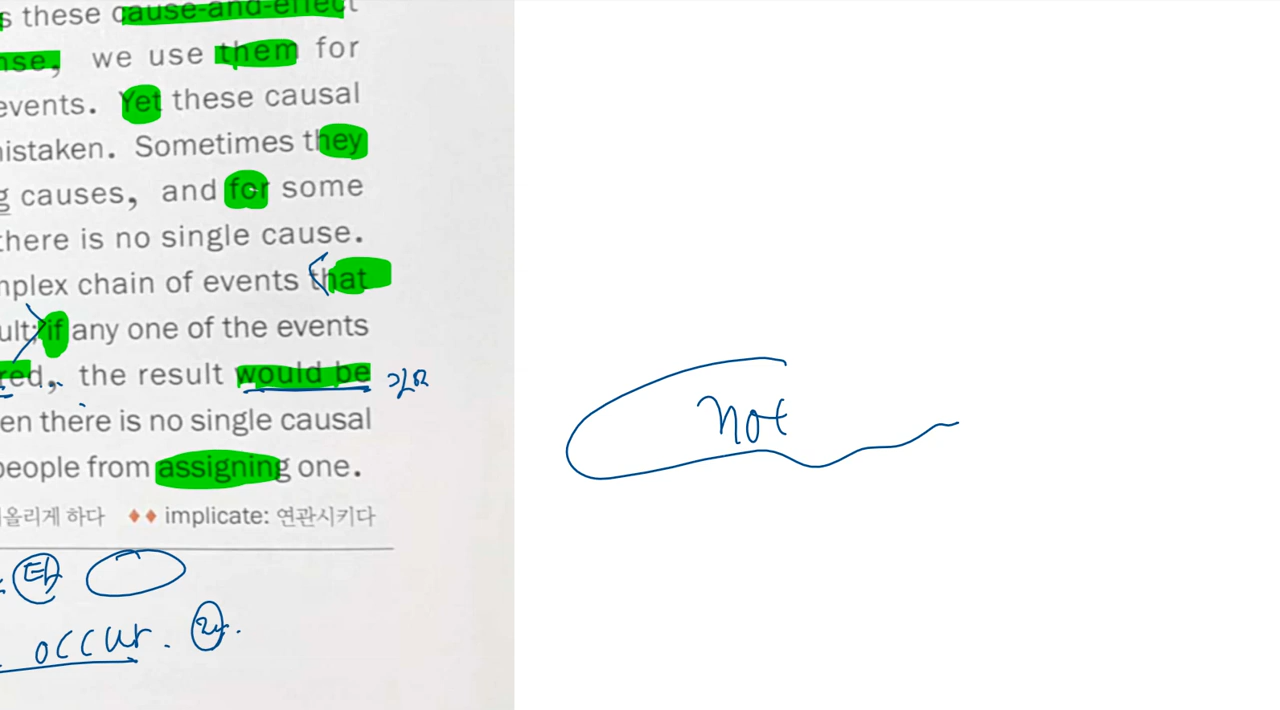 s these cause-and-effect
nse, we use them for
events. Yet these causal
mistaken. Sometimes they
g causes, and for some
there is no single cause.
mplex chain of events that
ult; if any one of the events
red, the result would be
en there is no single causal
people from assigning one.
올리게 하다 ♦♦ implicate: 연관시키다
occur.
not